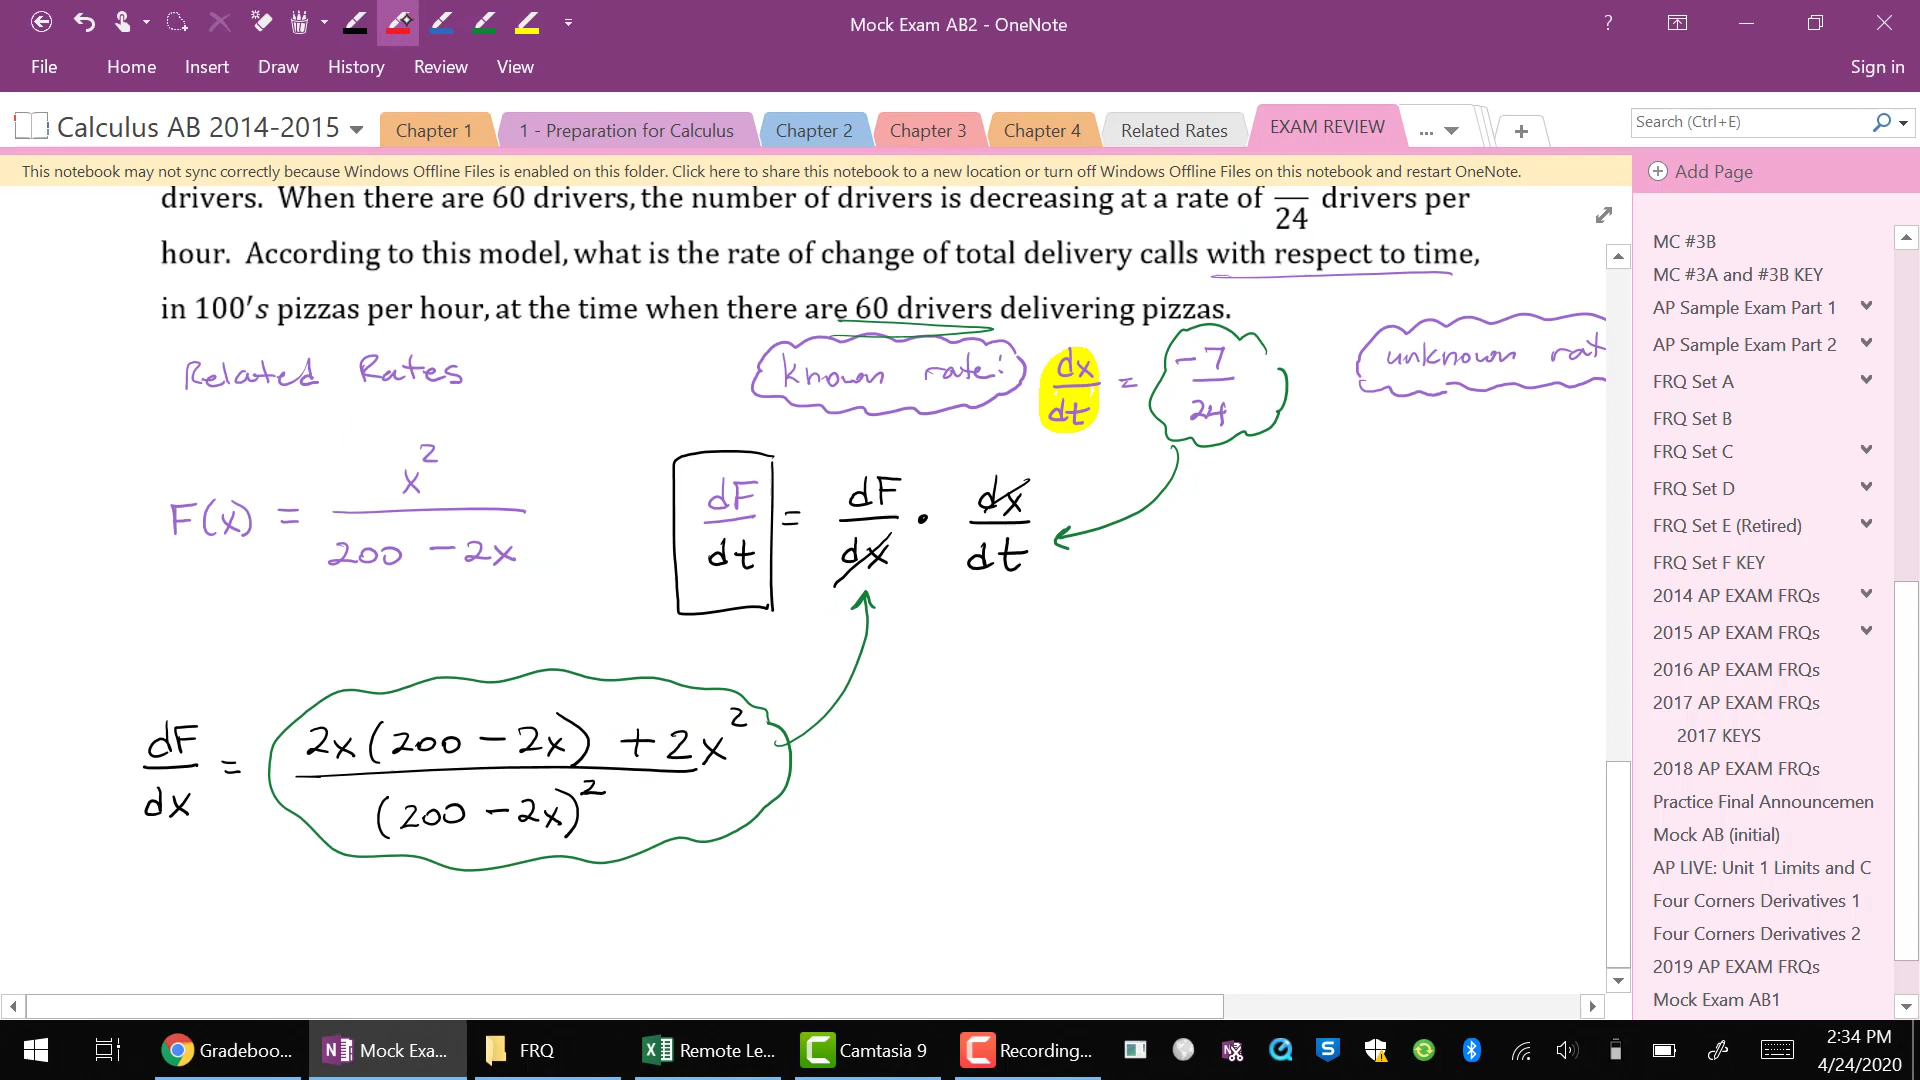 Mock Exam AB2 - OneNote
?
File Home Insert Draw History Review View Sign in
Calculus AB 2014-2015
Chapter 1
1 - Preparation for Calculus
Chapter 2
Chapter 3
Chapter 4
Related Rates
EXAM REVIEW
...
Search (Ctrl+E)
This notebook may not sync correctly because Windows Offline Files is enabled on this folder. Click here to share this notebook to a new location or turn off Windows Offline Files on this notebook and restart OneNote.
Add Page
drivers. When there are 60 drivers, the number of drivers is decreasing at a rate of — drivers per
24
hour. According to this model, what is the rate of change of total delivery calls with respect to time,
in 100's pizzas per hour, at the time when there are 60 drivers delivering pizzas.
Related Rates
known rate:
dx/dt = -7/24
unknown
F(x) = x²/(200 - 2x)
dF/dt = dF/dx · dx/dt
dF/dx = (2x(200 - 2x) + 2x²)/(200 - 2x)²
MC #3B
MC #3A and #3B KEY
AP Sample Exam Part 1
AP Sample Exam Part 2
FRQ Set A
FRQ Set B
FRQ Set C
FRQ Set D
FRQ Set E (Retired)
FRQ Set F KEY
2014 AP EXAM FRQs
2015 AP EXAM FRQs
2016 AP EXAM FRQs
2017 AP EXAM FRQs
2017 KEYS
2018 AP EXAM FRQs
Practice Final Announcemen
Mock AB (initial)
AP LIVE: Unit 1 Limits and C
Four Corners Derivatives 1
Four Corners Derivatives 2
2019 AP EXAM FRQs
Mock Exam AB1
Gradeboo...
Mock Exa...
FRQ
Remote Le...
Camtasia 9
Recording...
2:34 PM
4/24/2020